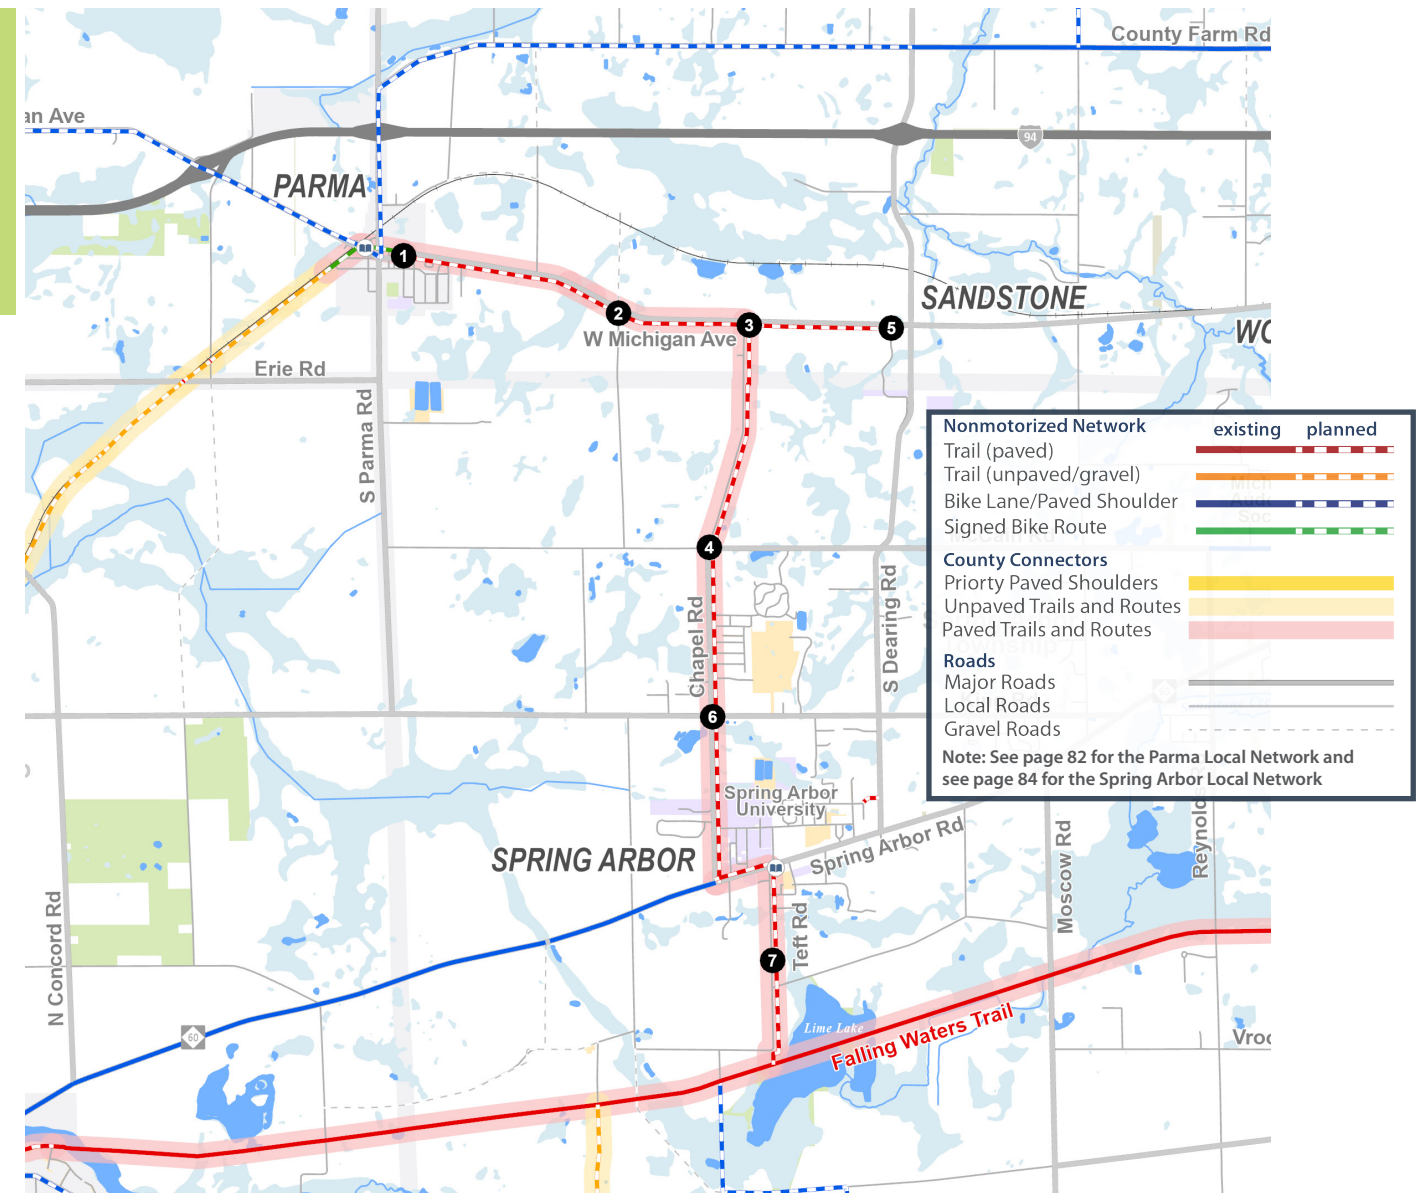 County Farm Rd
an Ave
94
PARMA
1
SANDSTONE
2
3
5
W Michigan Ave
WO
Erie Rd
S Parma Rd
Nonmotorized Network existing planned
Trail (paved)
Trail (unpaved/gravel)
Bike Lane/Paved Shoulder
Signed Bike Route
County Connectors
Priorty Paved Shoulders
Unpaved Trails and Routes
Paved Trails and Routes
Roads
Major Roads
Local Roads
Gravel Roads
Note: See page 82 for the Parma Local Network and
see page 84 for the Spring Arbor Local Network
4
Chapel Rd
S Dearing Rd
6
Spring Arbor
University
SPRING ARBOR
Spring Arbor Rd
Reynolds
Moscow Rd
N Concord Rd
Teft Rd
7
60
Lime Lake
Falling Waters Trail
Vroo